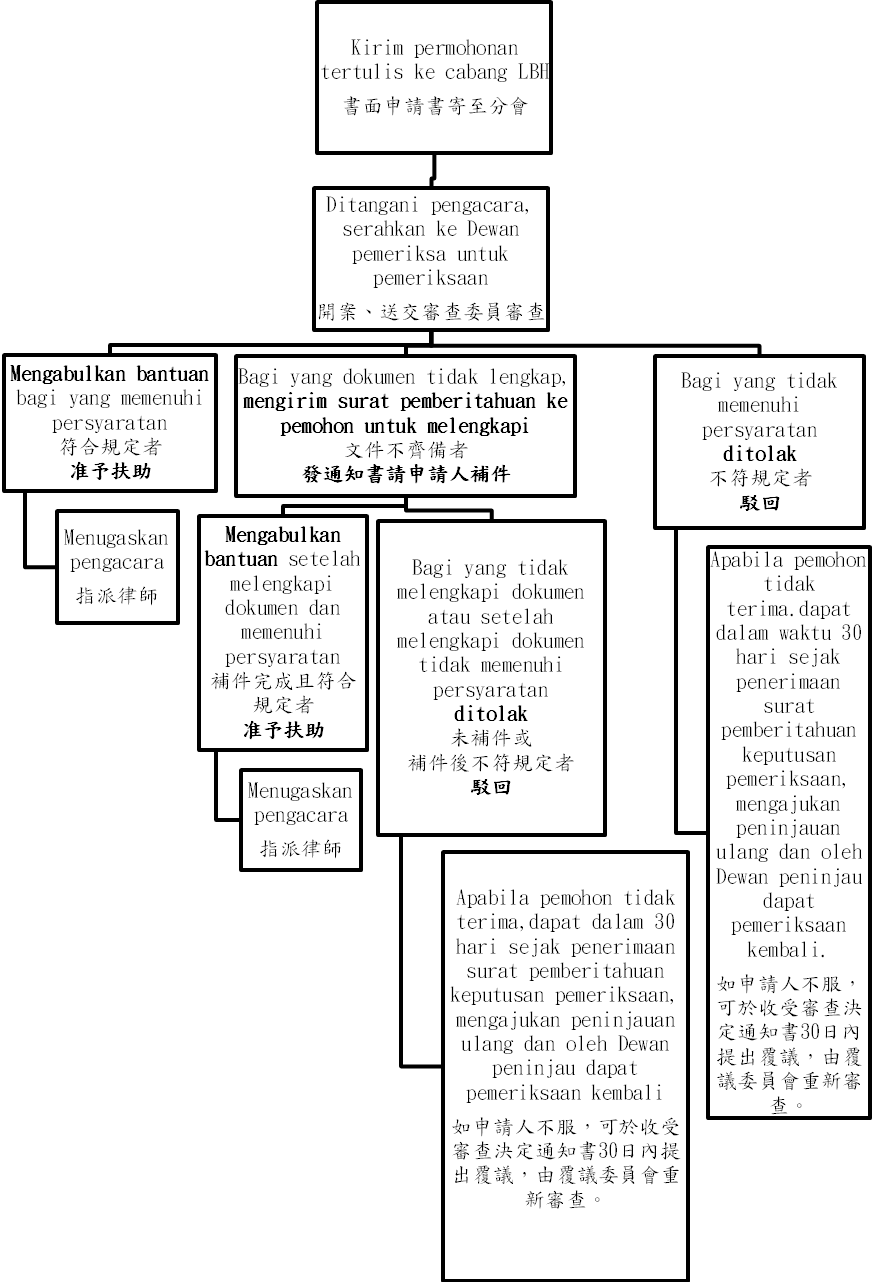 Kirim permohonan
tertulis ke cabang LBH
書面申請書寄至分會
Ditangani pengacara,
serahkan ke Dewan
pemeriksa untuk
pemeriksaan
開案、送交審查委員審查
Mengabulkan bantuan
bagi yang memenuhi
persyaratan
符合規定者
准予扶助
Menugaskan
pengacara
指派律師
Bagi yang dokumen tidak lengkap,
mengirim surat pemberitahuan ke
pemohon untuk melengkapi
文件不齊備者
發通知書請申請人補件
Mengabulkan
bantuan setelah
melengkapi
dokumen dan
memenuhi
persyaratan
補件完成且符合
規定者
准予扶助
Menugaskan
pengacara
指派律師
Bagi yang tidak
melengkapi dokumen
atau setelah
melengkapi dokumen
tidak memenuhi
persyaratan
ditolak
未補件或
補件後不符規定者
駁回
Apabila pemohon tidak
terima,dapat dalam 30
hari sejak penerimaan
surat pemberitahuan
keputusan pemeriksaan,
mengajukan peninjauan
ulang dan oleh Dewan
peninjau dapat
pemeriksaan kembali
如申請人不服，可於收受
審查決定通知書30日內提
出覆議，由覆議委員會重
新審查。
Bagi yang tidak
memenuhi
persyaratan
ditolak
不符規定者
駁回
Apabila pemohon
tidak
terima.dapat
dalam waktu 30
hari sejak
penerimaan
surat
pemberitahuan
keputusan
pemeriksaan,
mengajukan
peninjauan
ulang dan oleh
Dewan peninjau
dapat
pemeriksaan
kembali.
如申請人不服，
可於收受審查決
定通知書30日內
提出覆議，由覆
議委員會重新審
查。